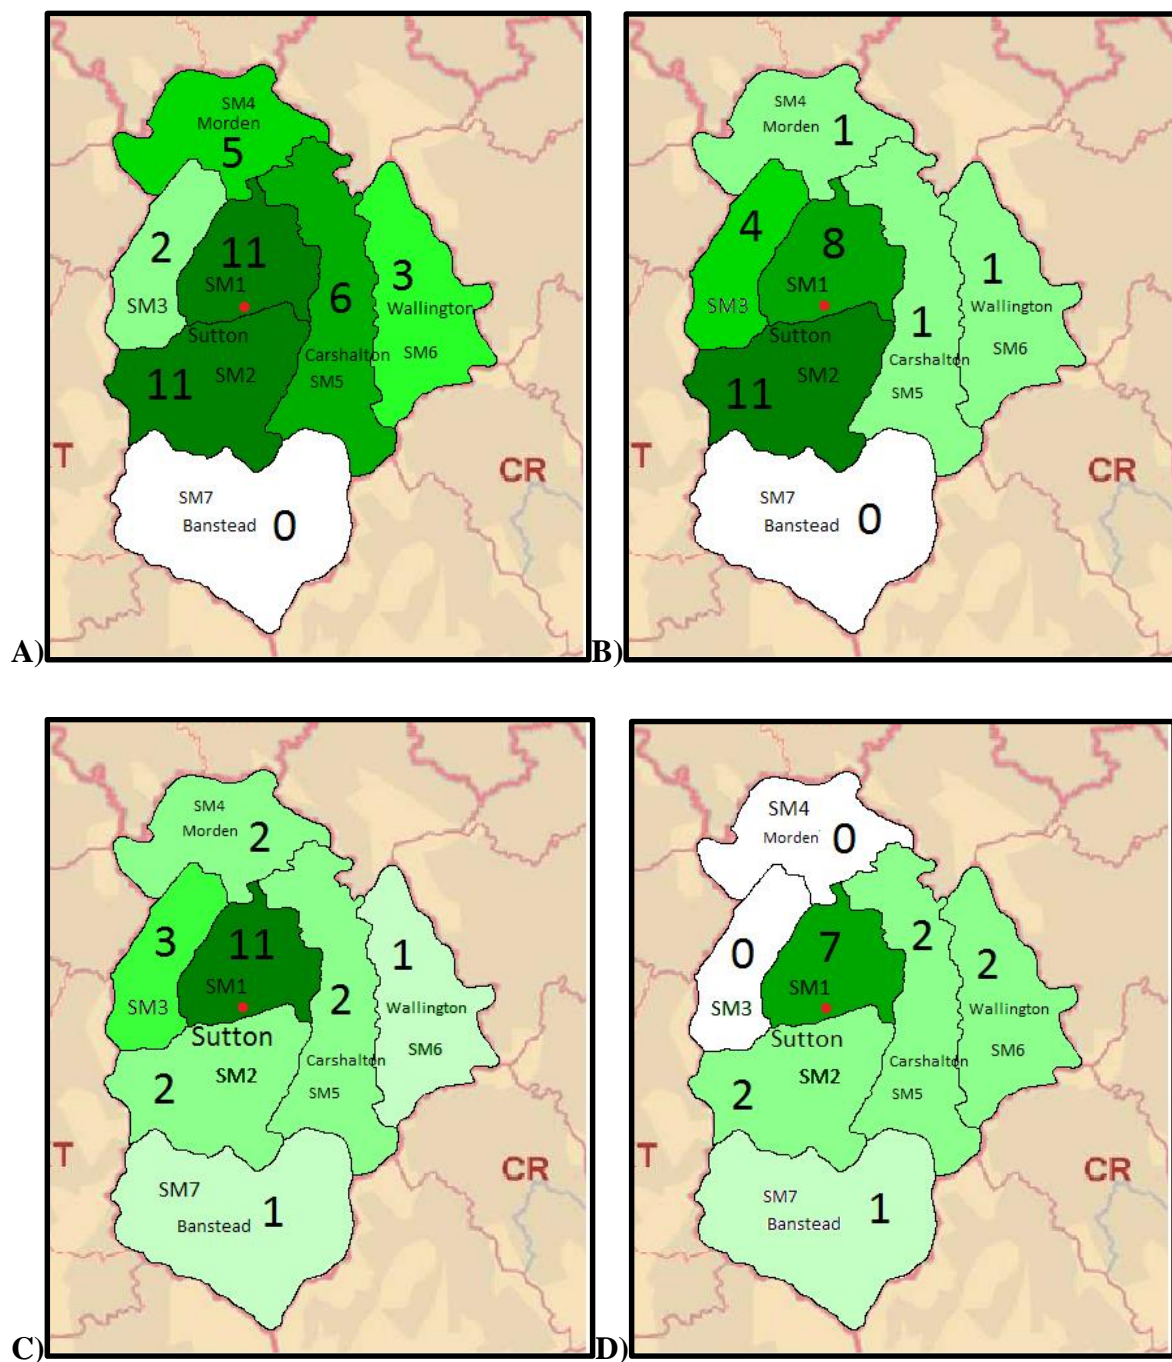 SM4
Morden
5
2
11
SM1
3
6
SM3
Wallington
Sutton
Carshalton
SM6
11
SM2
SM5
T
CR
SM7
Banstead 0
A)
SM4
Morden 1
4
8
1
SM1
SM3
Wallington
1
Sutton
SM6
Carshalton
SM2
11
SM5
T
CR
SM7
Banstead 0
B)
SM4
Morden 2
3
11
1
SM1
2
SM3
Wallington
Sutton
SM6
Carshalton
2
SM2
SM5
T
CR
SM7
Banstead 1
C)
SM4
Morden 0
0
7
2
2
SM1
SM3
Wallington
Sutton
SM6
Carshalton
2
SM2
SM5
T
CR
SM7
Banstead 1
D)